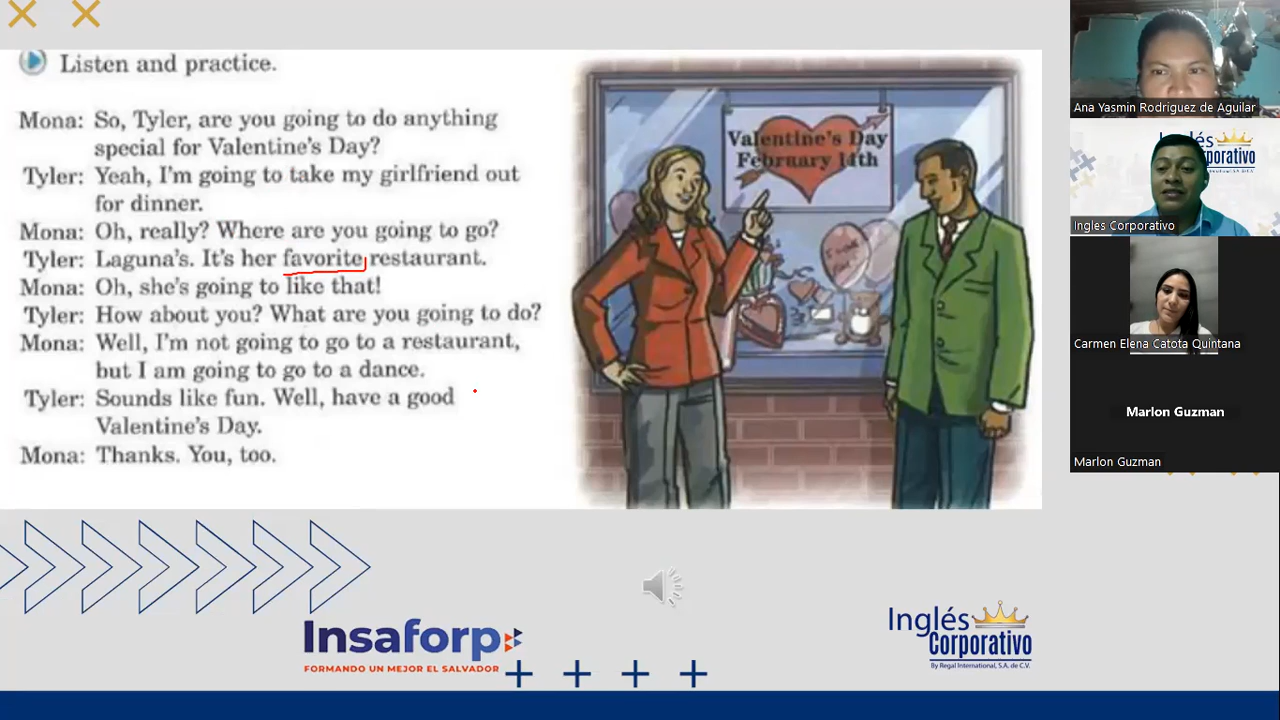 Listen and practice.
Mona: So, Tyler, are you going to do anything
special for Valentine's Day?
Tyler: Yeah, I'm going to take my girlfriend out
for dinner.
Mona: Oh, really? Where are you going to go?
Tyler: Laguna's. It's her favorite restaurant.
Mona: Oh, she's going to like that!
Tyler: How about you? What are you going to do?
Mona: Well, I'm not going to go to a restaurant,
but I am going to go to a dance.
Tyler: Sounds like fun. Well, have a good
Valentine's Day.
Mona: Thanks. You, too.
Valentine's Day
February 14th
Insaforp
FORMANDO UN MEJOR EL SALVADOR
Inglés
Corporativo
By Regal International, S.A. de C.V.
Ana Yasmin Rodriguez de Aguilar
Ingles Corporativo
Carmen Elena Catota Quintana
Marlon Guzman
Marlon Guzman